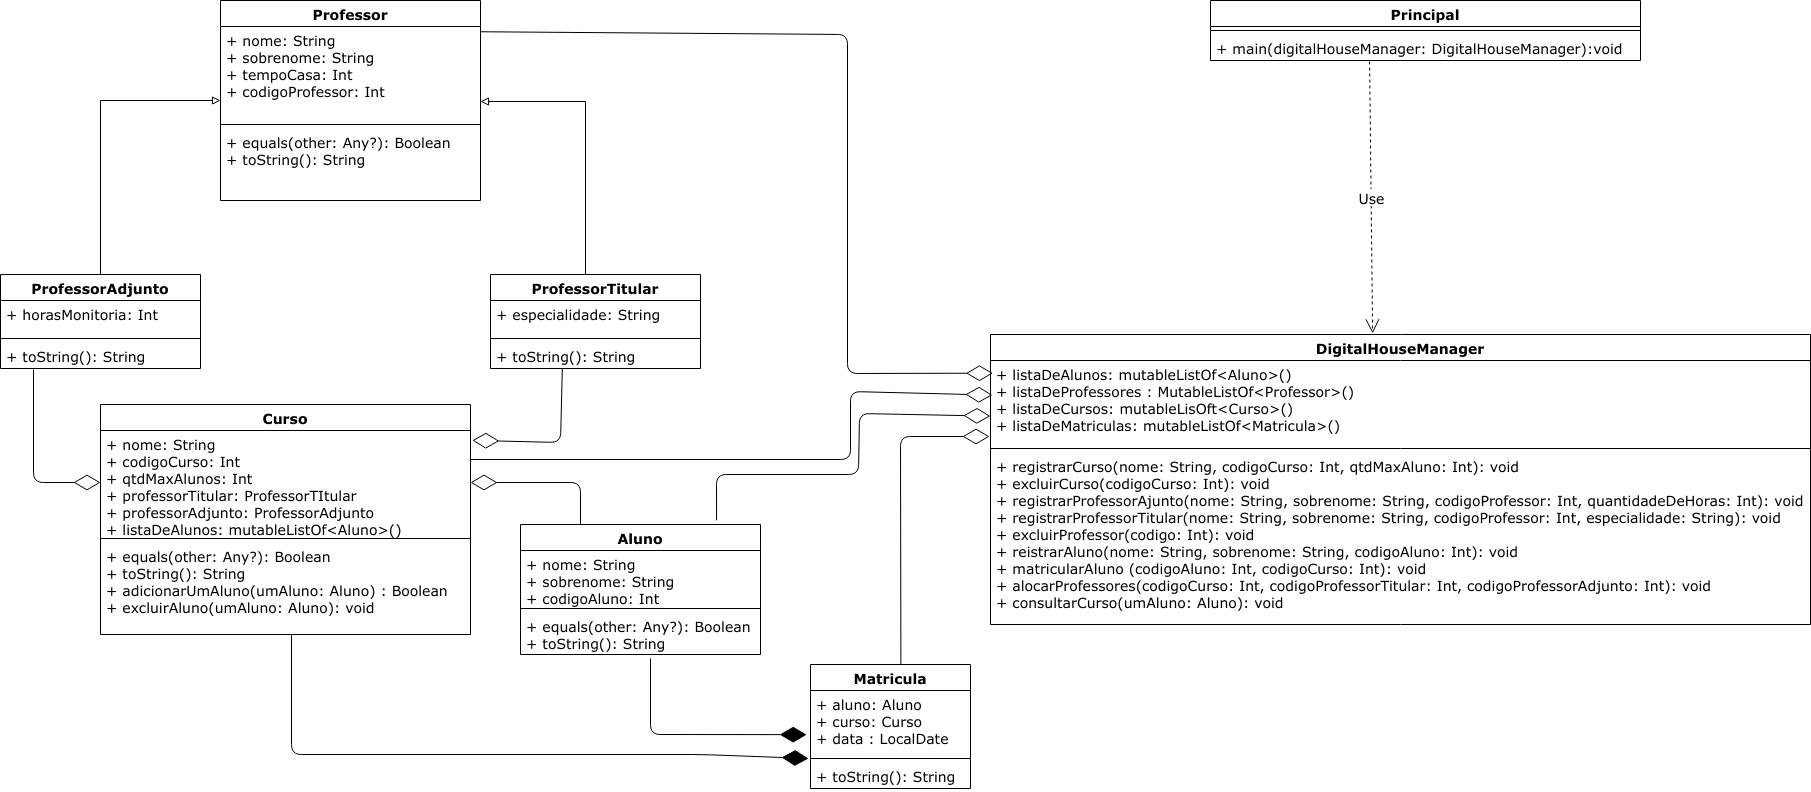 Professor
+ nome: String
+ sobrenome: String
+ tempoCasa: Int
+ codigoProfessor: Int
+ equals(other: Any?): Boolean
+ toString(): String
Principal
+ main(digitalHouseManager: DigitalHouseManager):void
Use
ProfessorAdjunto
+ horasMonitoria: Int
+ toString(): String
ProfessorTitular
+ especialidade: String
+ toString(): String
DigitalHouseManager
+ listaDeAlunos: mutableListOf<Aluno>()
+ listaDeProfessores : MutableListOf<Professor>()
+ listaDeCursos: mutableLisOft<Curso>()
+ listaDeMatriculas: mutableListOf<Matricula>()
+ registrarCurso(nome: String, codigoCurso: Int, qtdMaxAluno: Int): void
+ excluirCurso(codigoCurso: Int): void
+ registrarProfessorAjunto(nome: String, sobrenome: String, codigoProfessor: Int, quantidadeDeHoras: Int): void
+ registrarProfessorTitular(nome: String, sobrenome: String, codigoProfessor: Int, especialidade: String): void
+ excluirProfessor(codigo: Int): void
+ reistrarAluno(nome: String, sobrenome: String, codigoAluno: Int): void
+ matricularAluno (codigoAluno: Int, codigoCurso: Int): void
+ alocarProfessores(codigoCurso: Int, codigoProfessorTitular: Int, codigoProfessorAdjunto: Int): void
+ consultarCurso(umAluno: Aluno): void
Curso
+ nome: String
+ codigoCurso: Int
+ qtdMaxAlunos: Int
+ professorTitular: ProfessorTItular
+ professorAdjunto: ProfessorAdjunto
+ listaDeAlunos: mutableListOf<Aluno>()
+ equals(other: Any?): Boolean
+ toString(): String
+ adicionarUmAluno(umAluno: Aluno) : Boolean
+ excluirAluno(umAluno: Aluno): void
Aluno
+ nome: String
+ sobrenome: String
+ codigoAluno: Int
+ equals(other: Any?): Boolean
+ toString(): String
Matricula
+ aluno: Aluno
+ curso: Curso
+ data : LocalDate
+ toString(): String